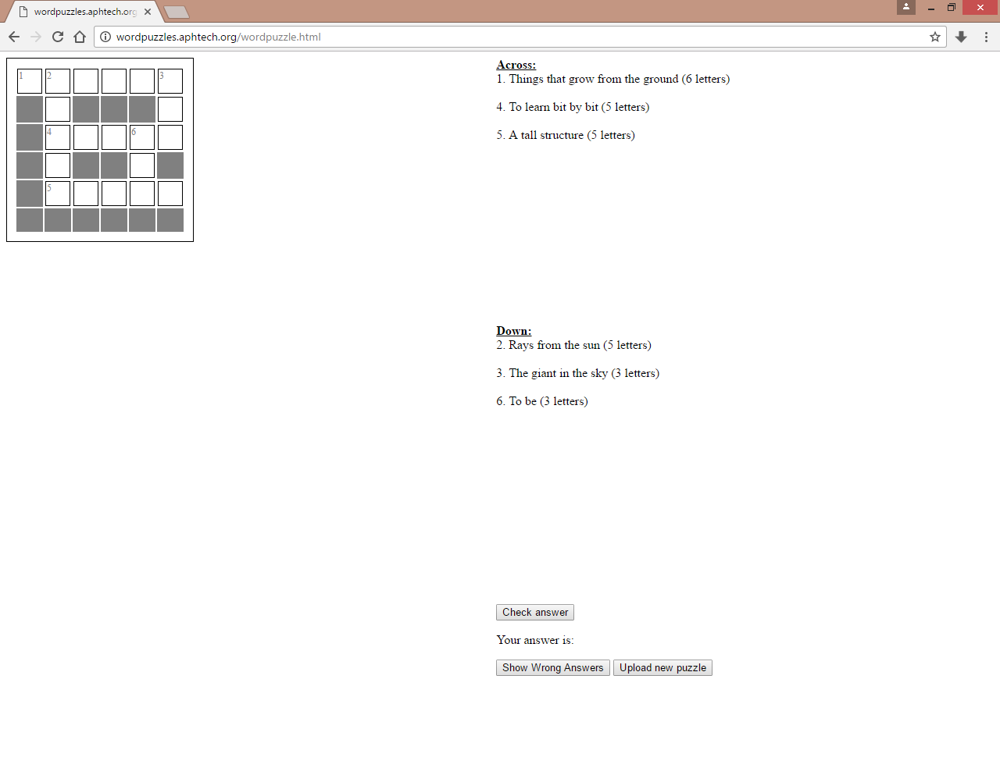 wordpuzzles.aphtech.org
wordpuzzles.aphtech.org/wordpuzzle.html
1 2 3
4 6
5
Across:
1. Things that grow from the ground (6 letters)
4. To learn bit by bit (5 letters)
5. A tall structure (5 letters)
Down:
2. Rays from the sun (5 letters)
3. The giant in the sky (3 letters)
6. To be (3 letters)
Check answer
Your answer is:
Show Wrong Answers Upload new puzzle